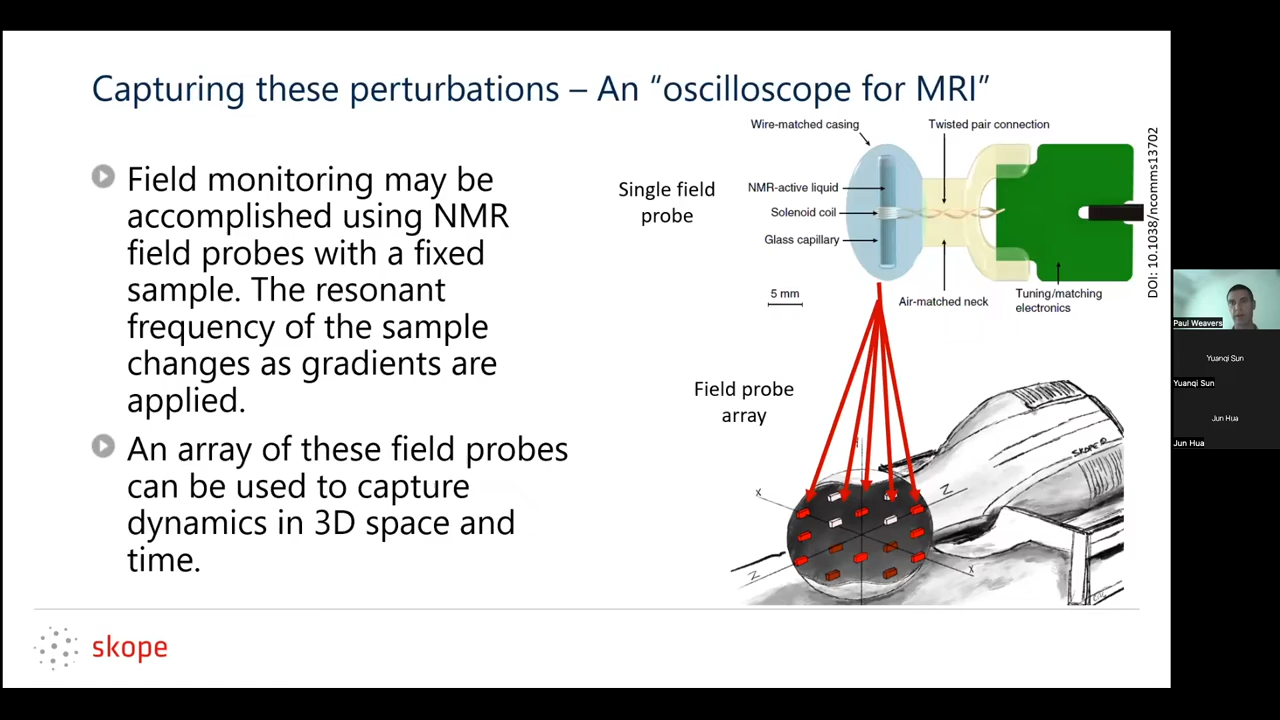 Capturing these perturbations – An “oscilloscope for MRI”
Field monitoring may be
accomplished using NMR
field probes with a fixed
sample. The resonant
frequency of the sample
changes as gradients are
applied.
An array of these field probes
can be used to capture
dynamics in 3D space and
time.
Single field
probe
Wire-matched casing
Twisted pair connection
NMR-active liquid
Solenoid coil
Glass capillary
5 mm
Air-matched neck
Tuning/matching
electronics
DOI: 10.1038/ncomms13702
Field probe
array
SKOPE
Y
X
Z
Z
X
skope
Paul Weavers
Yuanqi Sun
Yuanqi Sun
Jun Hua
Jun Hua